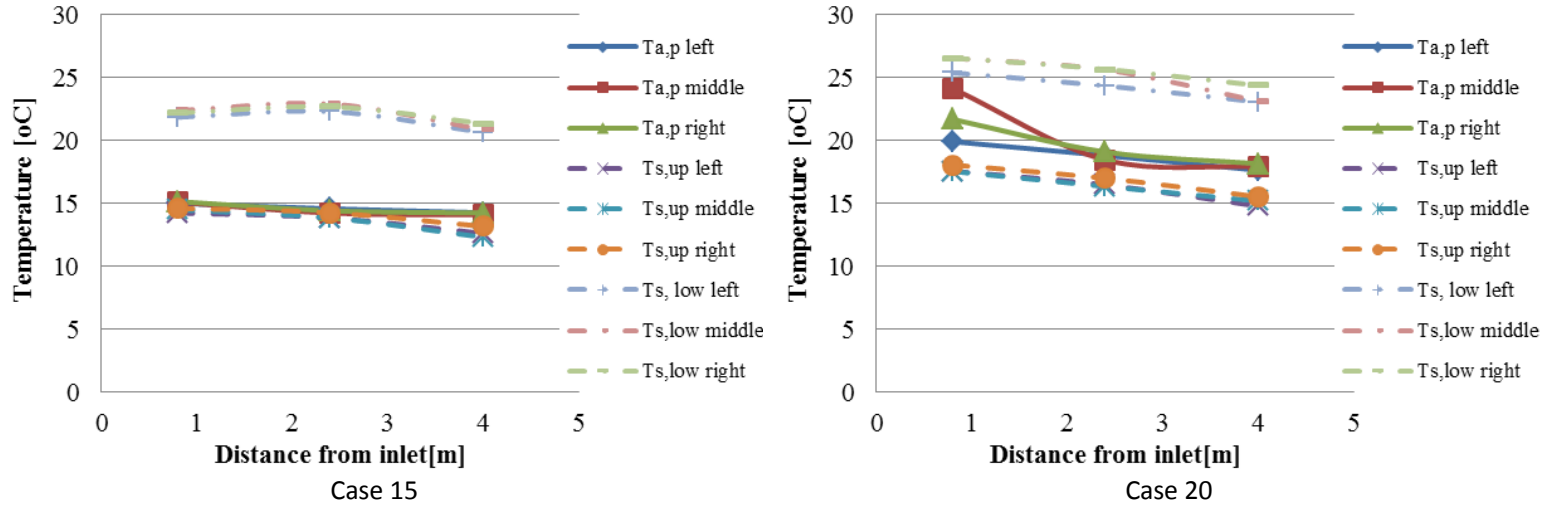 30
25
20
15
10
5
0
Temperature [oC]
0 1 2 3 4 5
Distance from inlet[m]
Ta,p left
Ta,p middle
Ta,p right
Ts,up left
Ts,up middle
Ts,up right
Ts, low left
Ts,low middle
Ts,low right
Case 15
30
25
20
15
10
5
0
Temperature [oC]
0 1 2 3 4 5
Distance from inlet[m]
Ta,p left
Ta,p middle
Ta,p right
Ts,up left
Ts,up middle
Ts,up right
Ts, low left
Ts,low middle
Ts,low right
Case 20